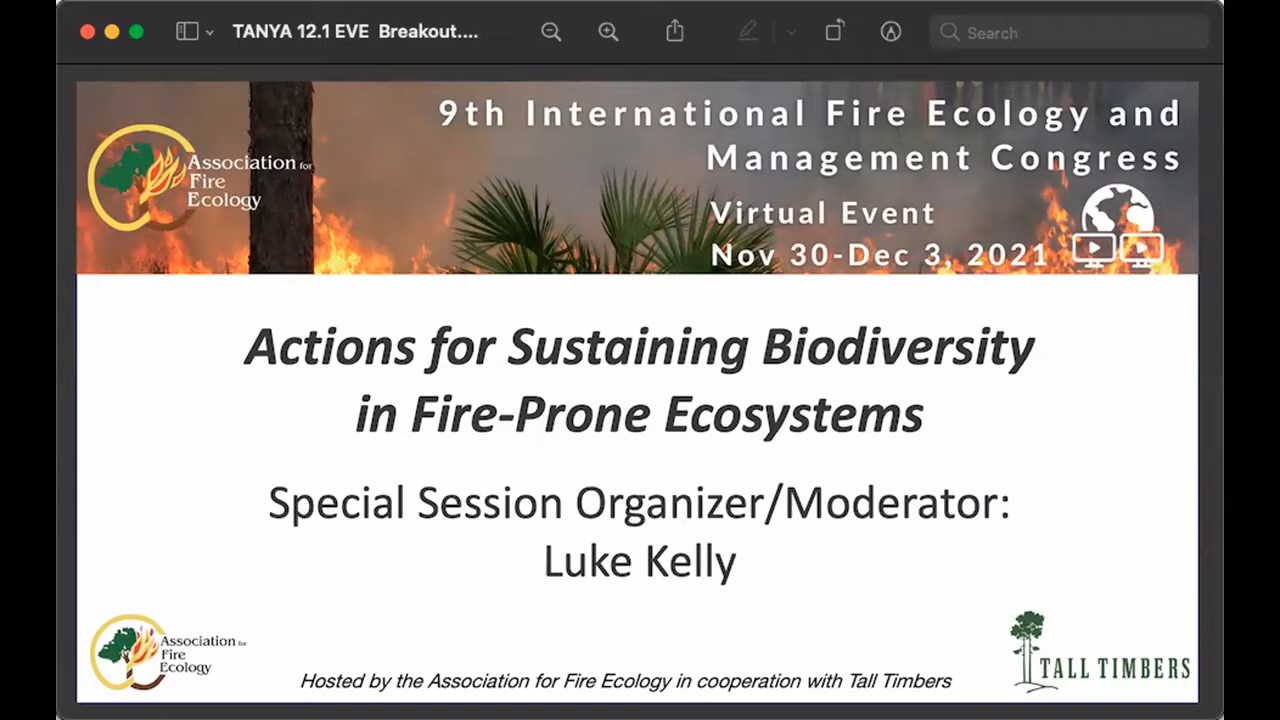 TANYA 12.1 EVE Breakout....
Search
9th International Fire Ecology and
Management Congress
Association for
Fire
Ecology
Virtual Event
Nov 30-Dec 3, 2021
Actions for Sustaining Biodiversity
in Fire-Prone Ecosystems
Special Session Organizer/Moderator:
Luke Kelly
Association for
Fire
Ecology
Hosted by the Association for Fire Ecology in cooperation with Tall Timbers
TALL TIMBERS